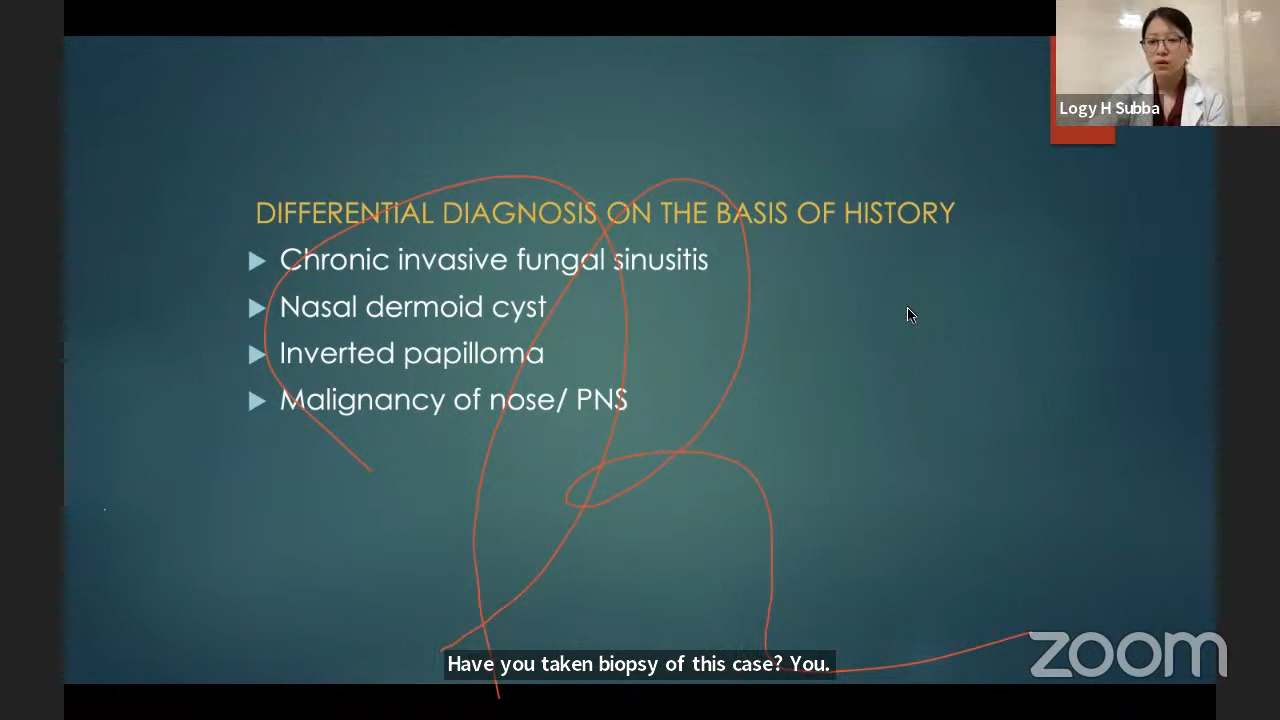 Logy H Subba
DIFFERENTIAL DIAGNOSIS ON THE BASIS OF HISTORY
Chronic invasive fungal sinusitis
Nasal dermoid cyst
Inverted papilloma
Malignancy of nose/ PNS
Have you taken biopsy of this case? You.
zoom